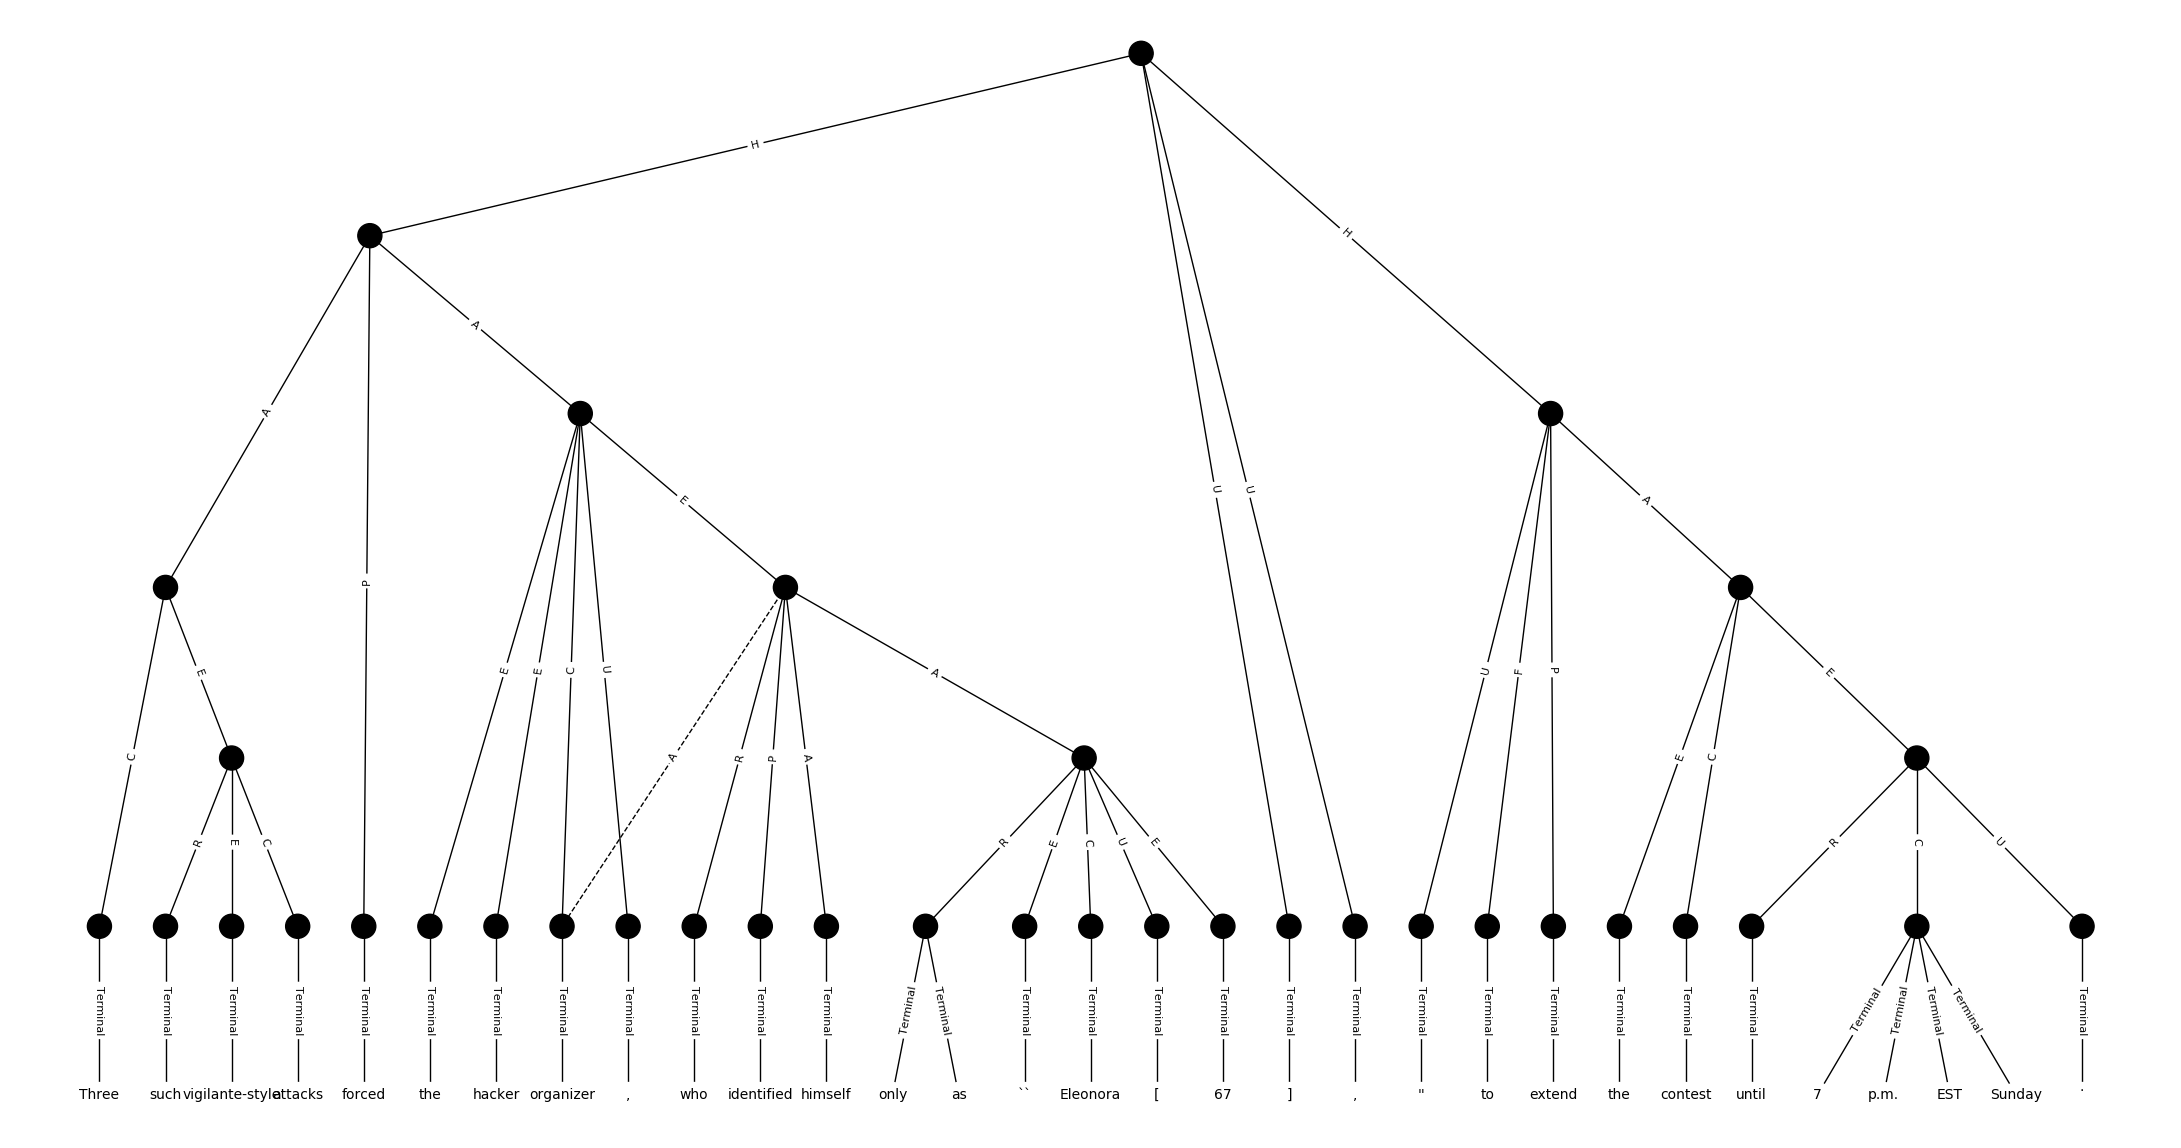 H
H
A
A
P
E
U
U
A
E
C
E
E
C
U
E
A
U
F
P
E
C
A
R
P
A
E
C
R
E
C
R
E
C
U
E
R
C
U
Terminal Terminal Terminal Terminal Terminal Terminal Terminal Terminal Terminal Terminal Terminal Terminal Terminal Terminal Terminal Terminal Terminal Terminal Terminal Terminal Terminal Terminal Terminal Terminal Terminal Terminal Terminal Terminal Terminal Terminal Terminal
Three such vigilante-style attacks forced the hacker organizer , who identified himself only as `` Eleonora [ 67 ] , " to extend the contest until 7 p.m. EST Sunday .